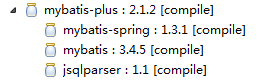 mybatis-plus : 2.1.2 [compile]
mybatis-spring : 1.3.1 [compile]
mybatis : 3.4.5 [compile]
jsqlparser : 1.1 [compile]